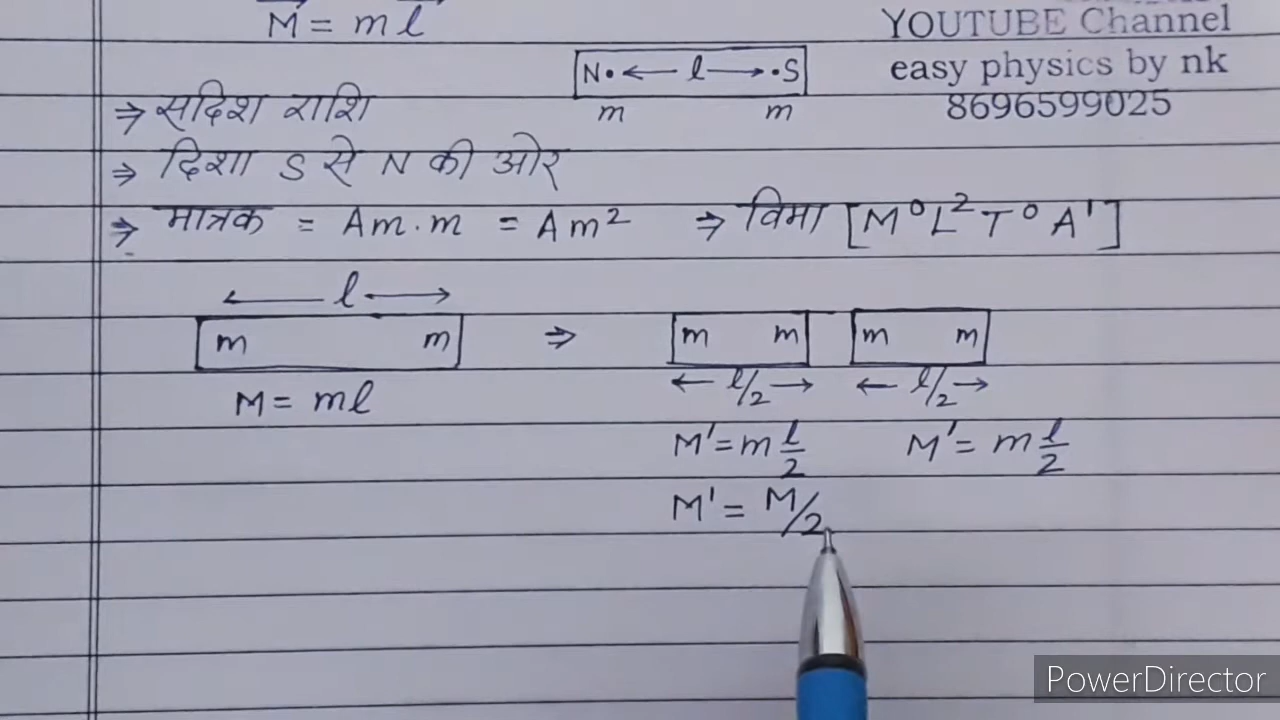 M = m l
YOUTUBE Channel
easy physics by nk
8696599025
N• ← l → •S
m m
⇒ सदिश राशि
⇒ दिशा S से N की ओर
⇒ मात्रक = Am.m = Am² ⇒ विमा [M⁰L²T⁰A¹]
← l →
m m ⇒ m m m m
← l/2 → ← l/2 →
M = ml
M' = m l/2 M' = m l/2
M' = M/2
PowerDirector